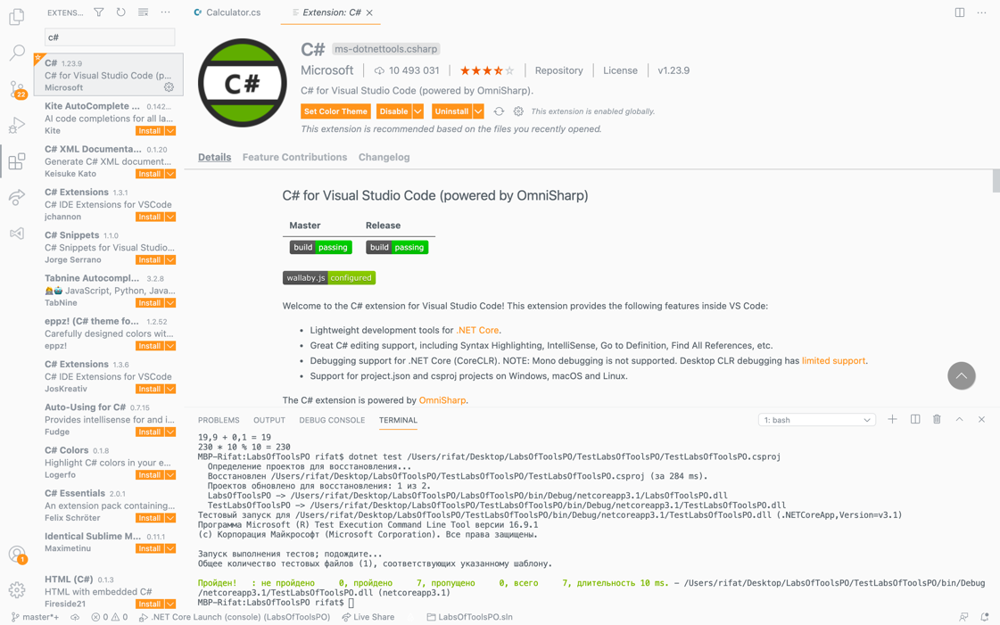 EXTENS...
Calculator.cs
Extension: C#
c#
C# 1.23.9
C# for Visual Studio Code (p...
Microsoft
Kite AutoComplete ... 0.142...
AI code completions for all la...
Kite Install
C# XML Documenta... 0.1.20
Generate C# XML document...
Keisuke Kato Install
C# Extensions 1.3.1
C# IDE Extensions for VSCode
jchannon Install
C# Snippets 1.1.0
C# Snippets for Visual Studio...
Jorge Serrano Install
Tabnine Autocompl... 3.2.8
JavaScript, Python, Java...
TabNine Install
eppz! (C# theme fo... 1.2.52
Carefully designed colors wit...
eppz! Install
C# Extensions 1.3.6
C# IDE Extensions for VSCode
JosKreativ Install
Auto-Using for C# 0.7.15
Provides intellisense for and i...
Fudge Install
C# Colors 0.1.8
Highlight C# colors in your e...
Logerfo Install
C# Essentials 2.0.1
An extension pack containing...
Felix Schröter Install
Identical Sublime M... 0.11.1
Maximetinu Install
HTML (C#) 0.1.3
HTML with embedded C#
Fireside21 Install
22
1
C#
C# ms-dotnettools.csharp
Microsoft 10 493 031 Repository License v1.23.9
C# for Visual Studio Code (powered by OmniSharp).
Set Color Theme Disable Uninstall This extension is enabled globally.
This extension is recommended based on the files you recently opened.
Details Feature Contributions Changelog
C# for Visual Studio Code (powered by OmniSharp)
Master Release
build passing build passing
wallaby.js configured
Welcome to the C# extension for Visual Studio Code! This extension provides the following features inside VS Code:
• Lightweight development tools for .NET Core.
• Great C# editing support, including Syntax Highlighting, IntelliSense, Go to Definition, Find All References, etc.
• Debugging support for .NET Core (CoreCLR). NOTE: Mono debugging is not supported. Desktop CLR debugging has limited support.
• Support for project.json and csproj projects on Windows, macOS and Linux.
The C# extension is powered by OmniSharp.
PROBLEMS OUTPUT DEBUG CONSOLE TERMINAL 1: bash
19,9 + 0,1 = 19
230 * 10 % 10 = 230
MBP-Rifat:LabsOfToolsPO rifat$ dotnet test /Users/rifat/Desktop/LabsOfToolsPO/TestLabsOfToolsPO/TestLabsOfToolsPO.csproj
Определение проектов для восстановления...
Восстановлен /Users/rifat/Desktop/LabsOfToolsPO/TestLabsOfToolsPO/TestLabsOfToolsPO.csproj (за 284 ms).
Проектов обновлено для восстановления: 1 из 2.
LabsOfToolsPO -> /Users/rifat/Desktop/LabsOfToolsPO/LabsOfToolsPO/bin/Debug/netcoreapp3.1/LabsOfToolsPO.dll
TestLabsOfToolsPO -> /Users/rifat/Desktop/LabsOfToolsPO/TestLabsOfToolsPO/bin/Debug/netcoreapp3.1/TestLabsOfToolsPO.dll
Тестовый запуск для /Users/rifat/Desktop/LabsOfToolsPO/TestLabsOfToolsPO/bin/Debug/netcoreapp3.1/TestLabsOfToolsPO.dll (.NETCoreApp,Version=v3.1)
Программа Microsoft (R) Test Execution Command Line Tool версии 16.9.1
(c) Корпорация Майкрософт (Microsoft Corporation). Все права защищены.
Запуск выполнения тестов; подождите...
Общее количество тестовых файлов (1), соответствующих указанному шаблону.
Пройден! : не пройдено 0, пройдено 7, пропущено 0, всего 7, длительность 10 ms. - /Users/rifat/Desktop/LabsOfToolsPO/TestLabsOfToolsPO/bin/Debug
/netcoreapp3.1/TestLabsOfToolsPO.dll (netcoreapp3.1)
MBP-Rifat:LabsOfToolsPO rifat$
master*+ 0 0 .NET Core Launch (console) (LabsOfToolsPO) Live Share LabsOfToolsPO.sln